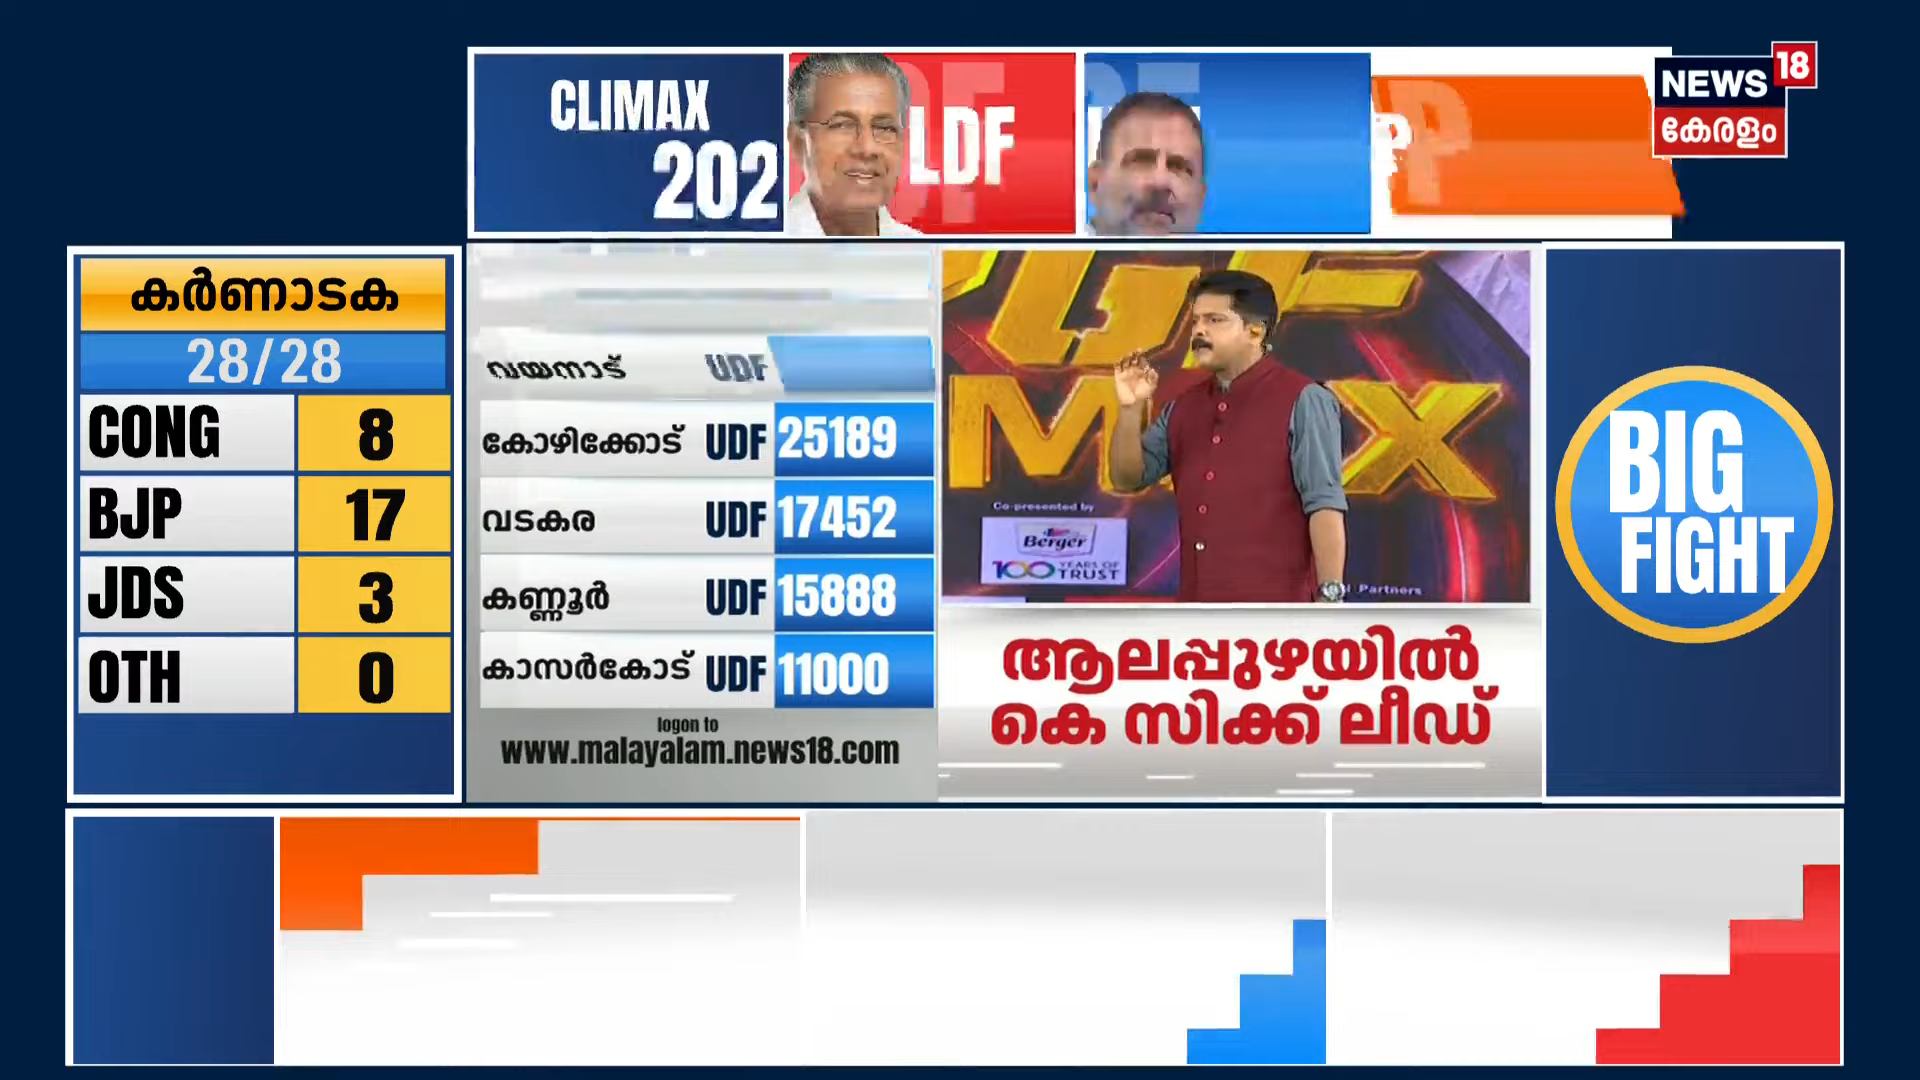 CLIMAX
202
LDF
NEWS 18
കേരളം
കർണാടക
28/28
CONG 8
BJP 17
JDS 3
OTH 0
വയനാട് UDF
കോഴിക്കോട് UDF 25189
വടകര UDF 17452
കണ്ണൂർ UDF 15888
കാസർകോട് UDF 11000
logon to
www.malayalam.news18.com
M X
Co-presented by
Berger
100 YEARS OF
TRUST
Partners
ആലപ്പുഴയിൽ
കെ സിക്ക് ലീഡ്
BIG
FIGHT